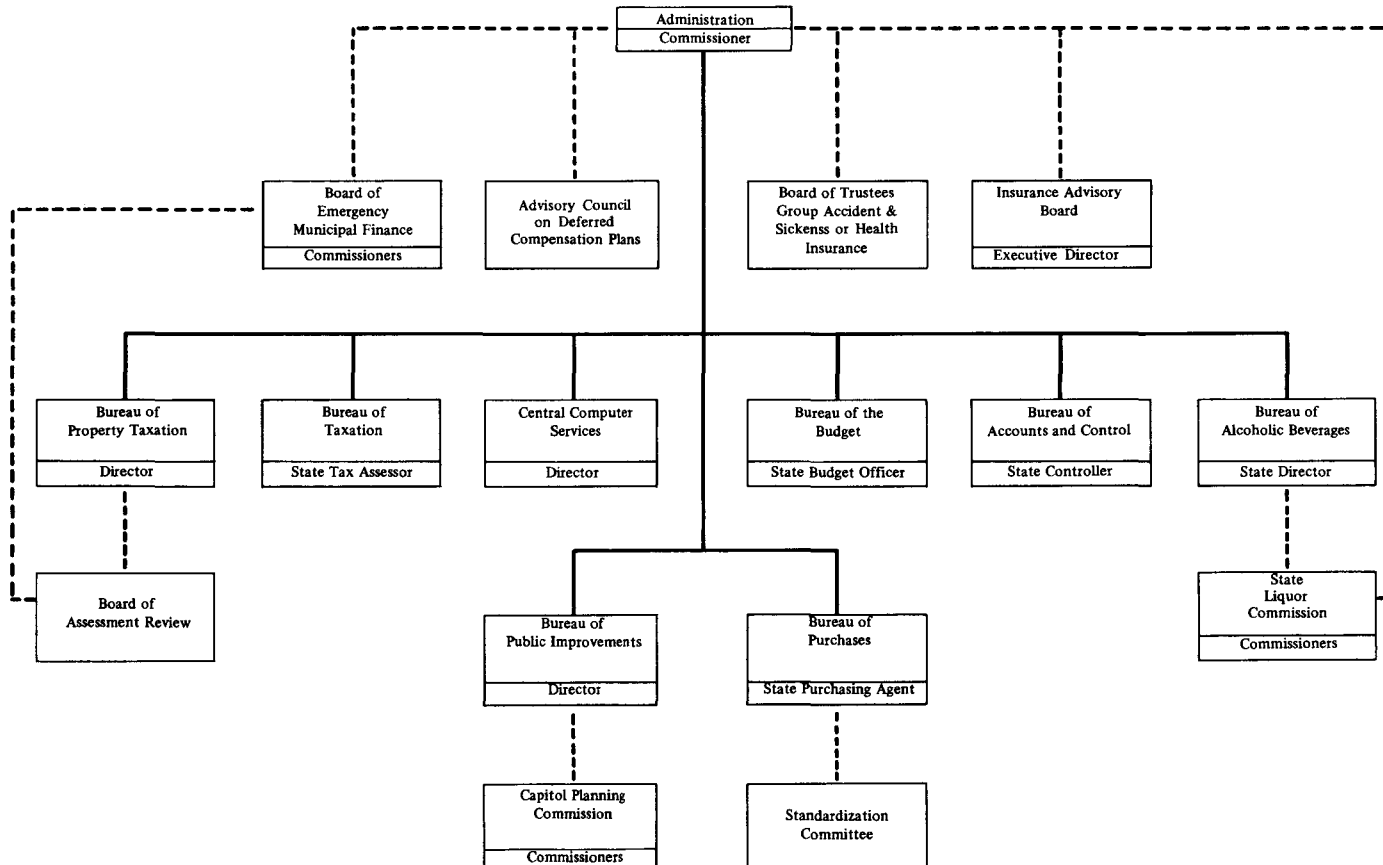 Administration
Commissioner
Board of
Emergency
Municipal Finance
Commissioners
Advisory Council
on Deferred
Compensation Plans
Board of Trustees
Group Accident &
Sickenss or Health
Insurance
Insurance Advisory
Board
Executive Director
Bureau of
Property Taxation
Director
Bureau of
Taxation
State Tax Assessor
Central Computer
Services
Director
Bureau of the
Budget
State Budget Officer
Bureau of
Accounts and Control
State Controller
Bureau of
Alcoholic Beverages
State Director
Board of
Assessment Review
Bureau of
Public Improvements
Director
Bureau of
Purchases
State Purchasing Agent
State
Liquor
Commission
Commissioners
Capitol Planning
Commission
Commissioners
Standardization
Committee